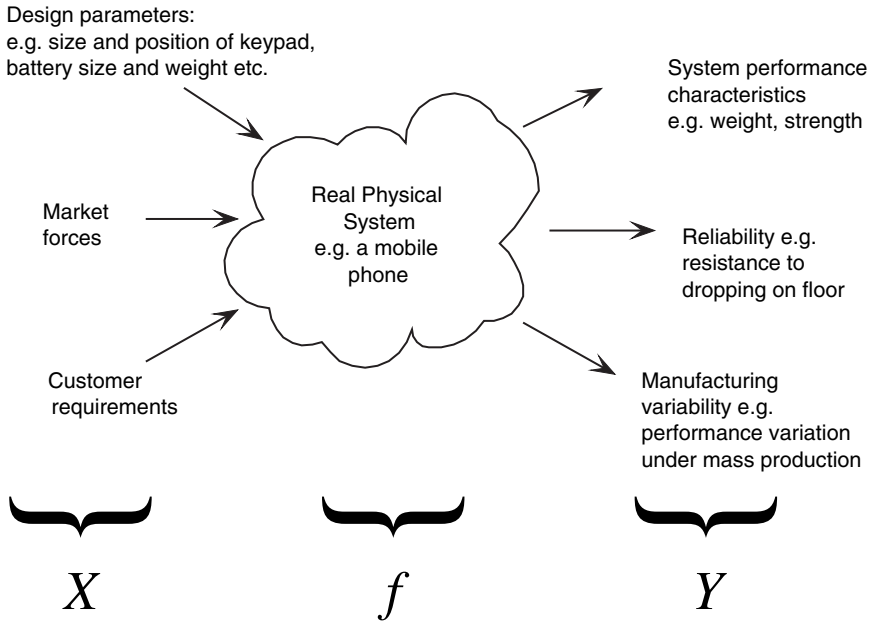 Design parameters:
e.g. size and position of keypad,
battery size and weight etc.
Market
forces
Customer
requirements
Real Physical
System
e.g. a mobile
phone
System performance
characteristics
e.g. weight, strength
Reliability e.g.
resistance to
dropping on floor
Manufacturing
variability e.g.
performance variation
under mass production
X
f
Y